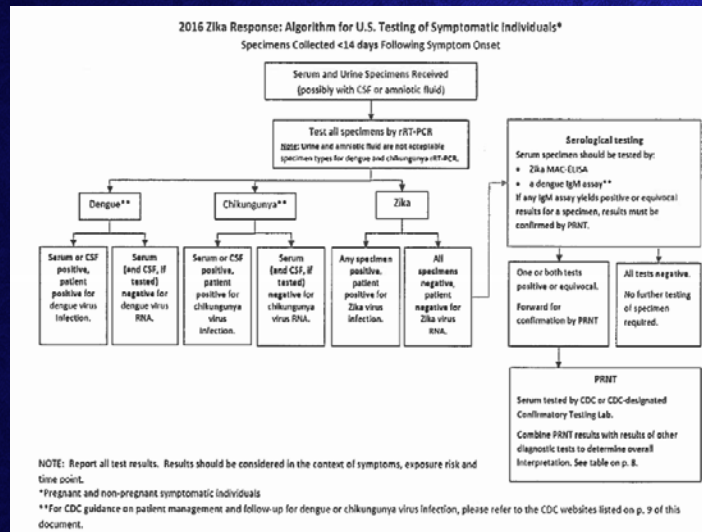 2016 Zika Response: Algorithm for U.S. Testing of Symptomatic Individuals*
Specimens Collected <14 days Following Symptom Onset
Serum and Urine Specimens Received
(possibly with CSF or amniotic fluid)
Test all specimens by rRT-PCR
Note: Urine and amniotic fluid are not acceptable
specimen types for dengue and chikungunya rRT-PCR.
Dengue**
Chikungunya**
Zika
Serum or CSF
positive,
patient
positive for
dengue virus
infection.
Serum
(and CSF, if
tested)
negative for
dengue virus
RNA.
Serum or CSF
positive,
patient
positive for
chikungunya
virus
infection.
Serum
(and CSF, if
tested)
negative for
chikungunya
virus RNA.
Any specimen
positive,
patient
positive for
Zika virus
infection.
All
specimens
negative,
patient
negative for
Zika virus
RNA.
Serological testing
Serum specimen should be tested by:
• Zika MAC-ELISA
• a dengue IgM assay**
If any IgM assay yields positive or equivocal
results for a specimen, results must be
confirmed by PRNT.
One or both tests
positive or equivocal.
Forward for
confirmation by PRNT
All tests negative.
No further testing
of specimen
required.
PRNT
Serum tested by CDC or CDC-designated
Confirmatory Testing Lab.
Combine PRNT results with results of other
diagnostic tests to determine overall
interpretation. See table on p. 8.
NOTE: Report all test results. Results should be considered in the context of symptoms, exposure risk and
time point.
*Pregnant and non-pregnant symptomatic individuals
**For CDC guidance on patient management and follow-up for dengue or chikungunya virus infection, please refer to the CDC websites listed on p. 9 of this
document.